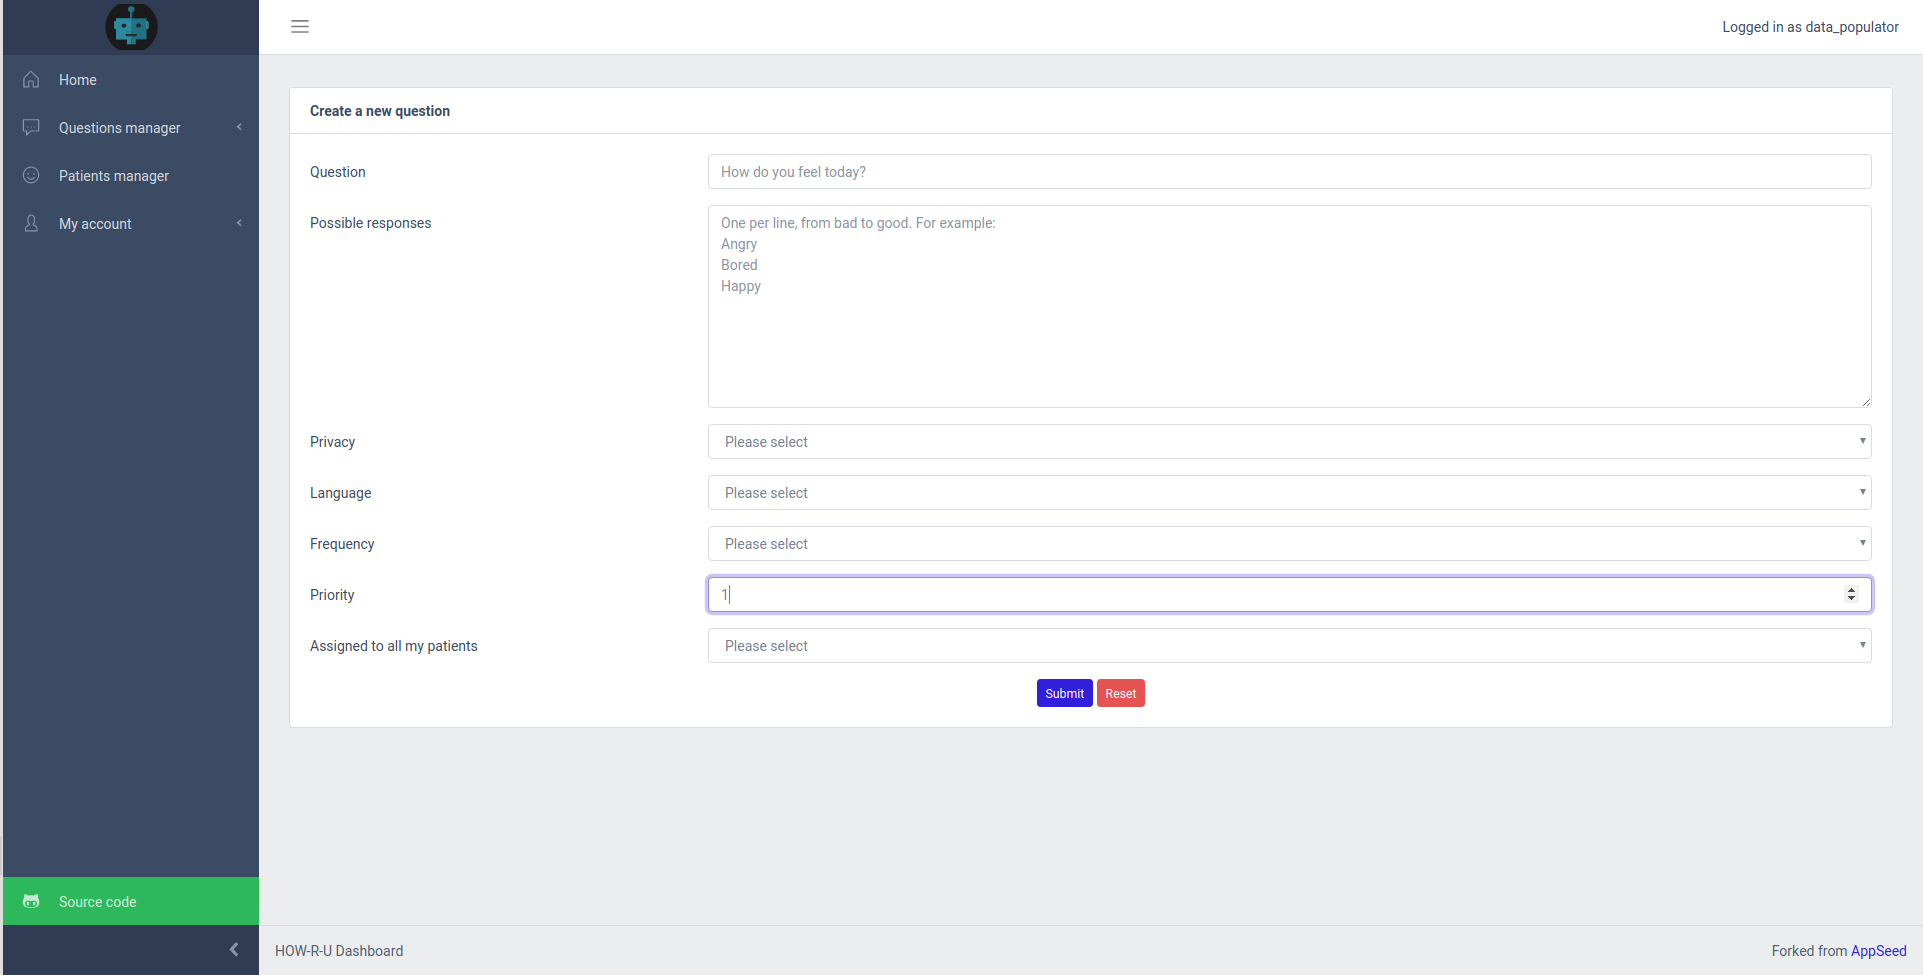 Logged in as data_populator
Home
Questions manager
Patients manager
My account
Source code
Create a new question
Question
How do you feel today?
Possible responses
One per line, from bad to good. For example:
Angry
Bored
Happy
Privacy
Please select
Language
Please select
Frequency
Please select
Priority
1
Assigned to all my patients
Please select
Submit Reset
HOW-R-U Dashboard
Forked from AppSeed